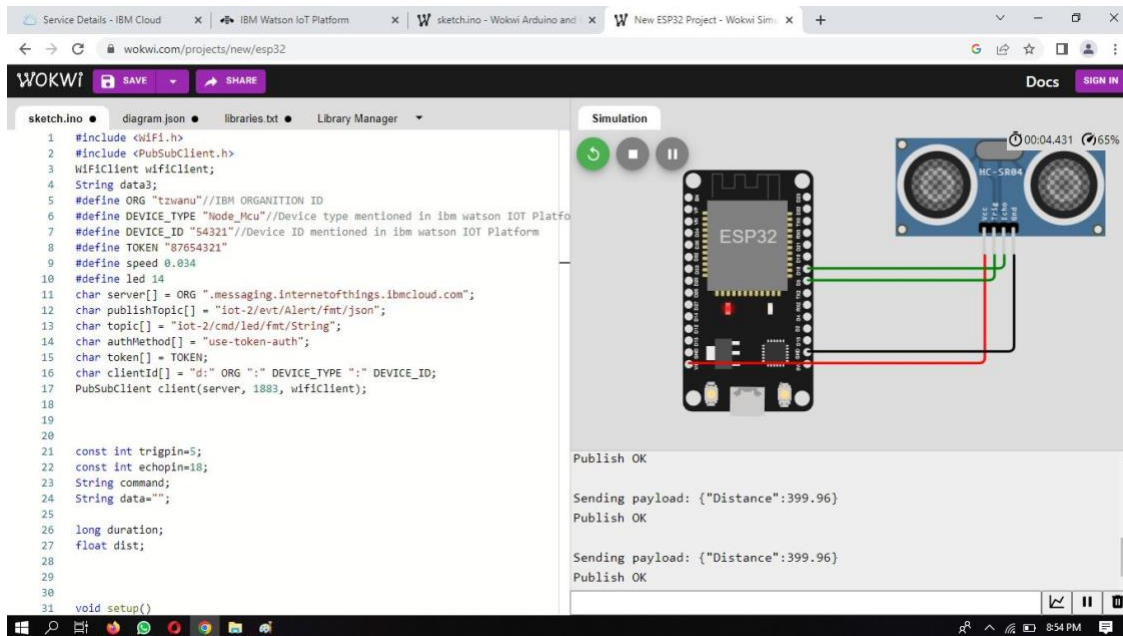 Service Details - IBM Cloud
IBM Watson IoT Platform
sketch.ino - Wokwi Arduino and
New ESP32 Project - Wokwi Sim
wokwi.com/projects/new/esp32
WOKWI
SAVE
SHARE
Docs
SIGN IN
sketch.ino
diagram.json
libraries.txt
Library Manager
1 #include <WiFi.h>
2 #include <PubSubClient.h>
3 WiFiClient wifiClient;
4 String data3;
5 #define ORG "tzwanu"//IBM ORGANITION ID
6 #define DEVICE_TYPE "Node_Mcu"//Device type mentioned in ibm watson IOT Platfo
7 #define DEVICE_ID "54321"//Device ID mentioned in ibm watson IOT Platform
8 #define TOKEN "87654321"
9 #define speed 0.034
10 #define led 14
11 char server[] = ORG ".messaging.internetofthings.ibmcloud.com";
12 char publishTopic[] = "iot-2/evt/Alert/fmt/json";
13 char topic[] = "iot-2/cmd/led/fmt/String";
14 char authMethod[] = "use-token-auth";
15 char token[] = TOKEN;
16 char clientId[] = "d:" ORG ":" DEVICE_TYPE ":" DEVICE_ID;
17 PubSubClient client(server, 1883, wifiClient);
18
19
20
21 const int trigpin=5;
22 const int echopin=18;
23 String command;
24 String data="";
25
26 long duration;
27 float dist;
28
29
30
31 void setup()
Simulation
00:04.431 65%
HC-SR04
Vcc
Trig
Echo
Gnd
ESP32
Publish OK
Sending payload: {"Distance":399.96}
Publish OK
Sending payload: {"Distance":399.96}
Publish OK
8:54 PM